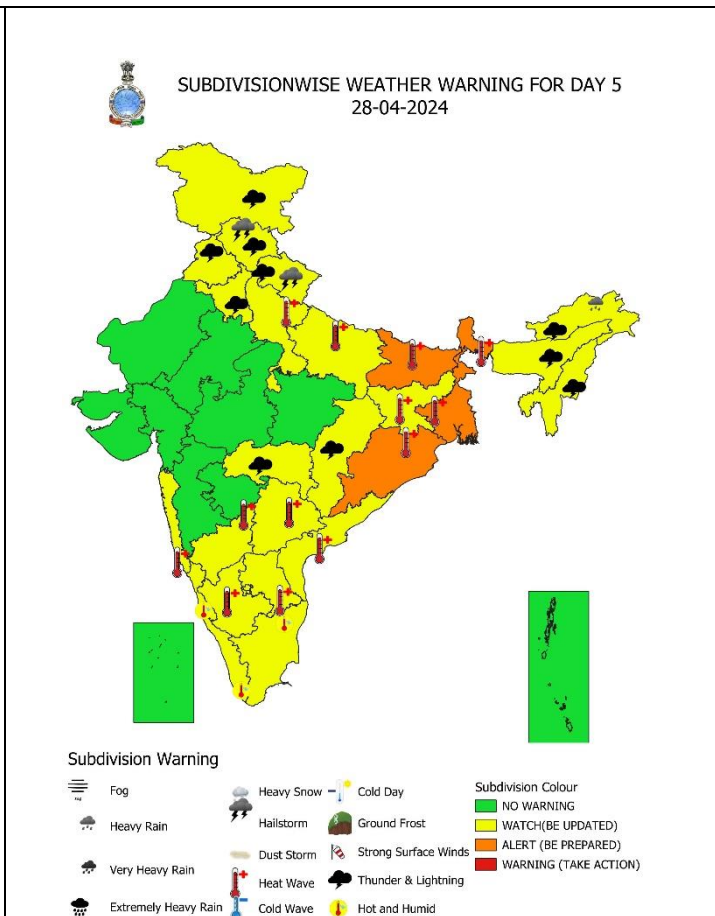 SUBDIVISIONWISE WEATHER WARNING FOR DAY 5
28-04-2024
Subdivision Warning
Fog
Heavy Rain
Very Heavy Rain
Extremely Heavy Rain
Heavy Snow
Hailstorm
Dust Storm
Heat Wave
Cold Wave
Cold Day
Ground Frost
Strong Surface Winds
Thunder & Lightning
Hot and Humid
Subdivision Colour
NO WARNING
WATCH(BE UPDATED)
ALERT (BE PREPARED)
WARNING (TAKE ACTION)